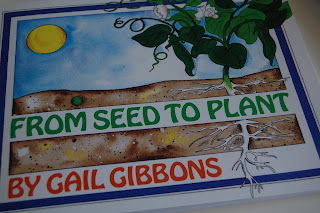 FROM SEED TO PLANT
BY GAIL GIBBONS